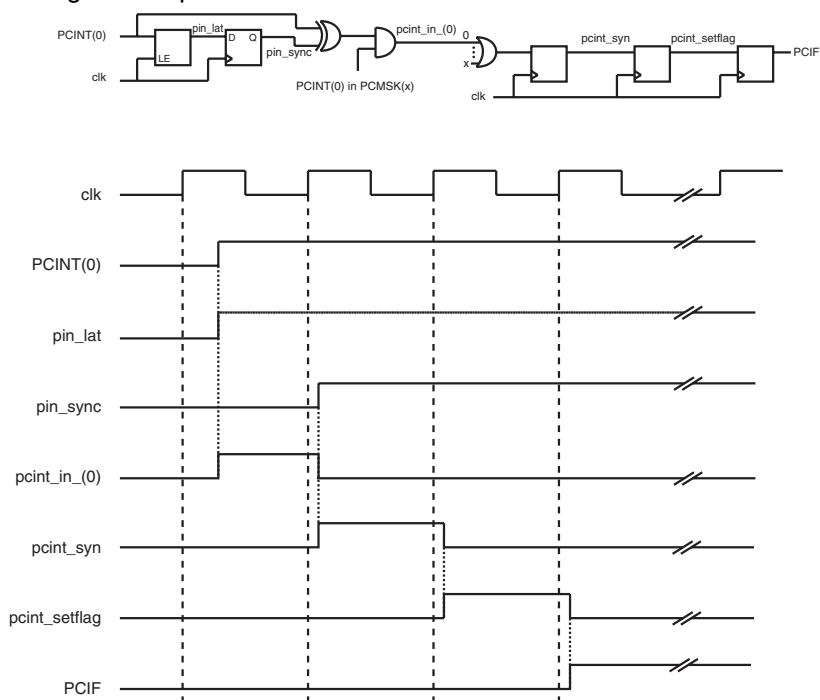 PCINT(0)
pin_lat
D Q
pcint_in_(0)
0
pcint_syn
pcint_setflag
PCIF
LE
pin_sync
x
clk
PCINT(0) in PCMSK(x)
clk
clk
PCINT(0)
pin_lat
pin_sync
pcint_in_(0)
pcint_syn
pcint_setflag
PCIF